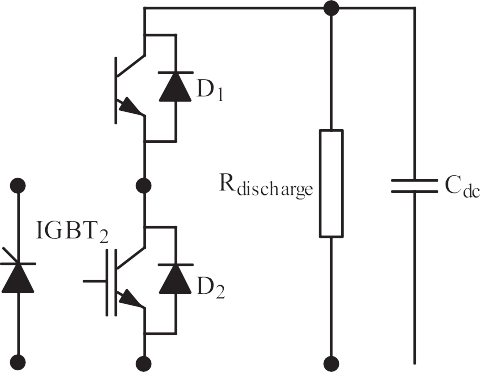 D1
Rdischarge
Cdc
IGBT2
D2